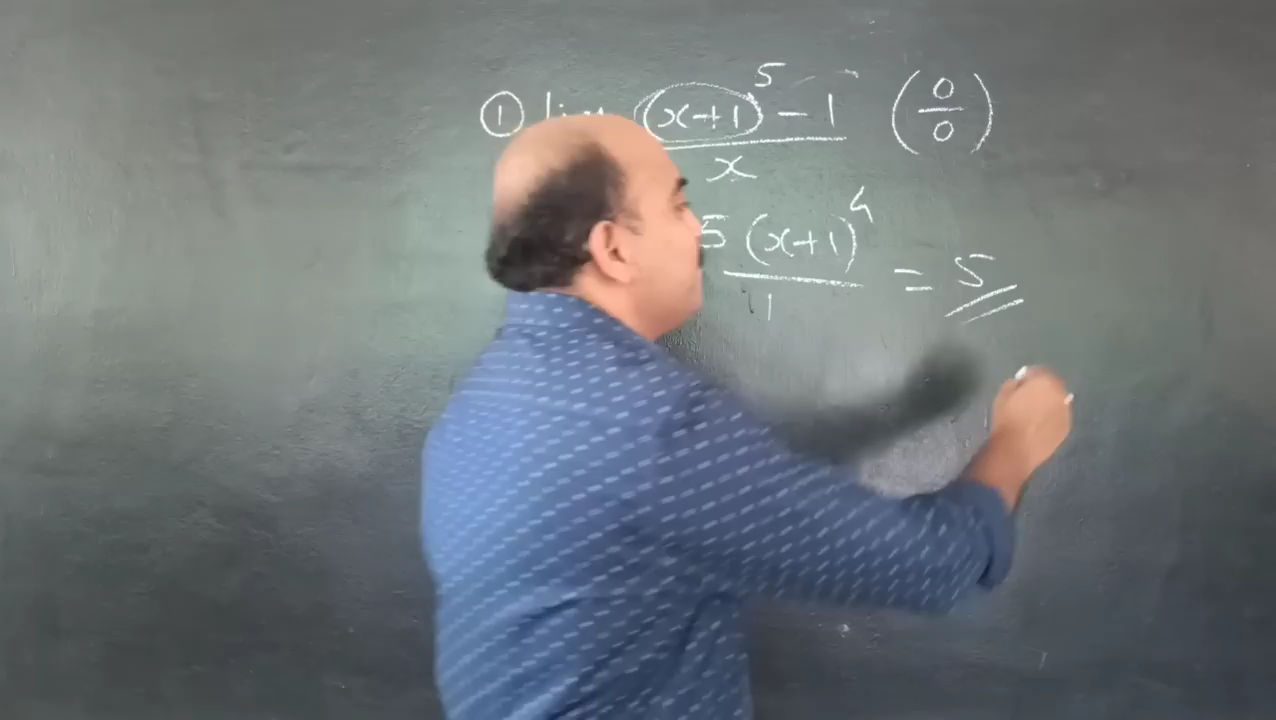 ① lim (x+1)⁵ - 1 / x (0/0)
5 (x+1)⁴ / 1 = 5